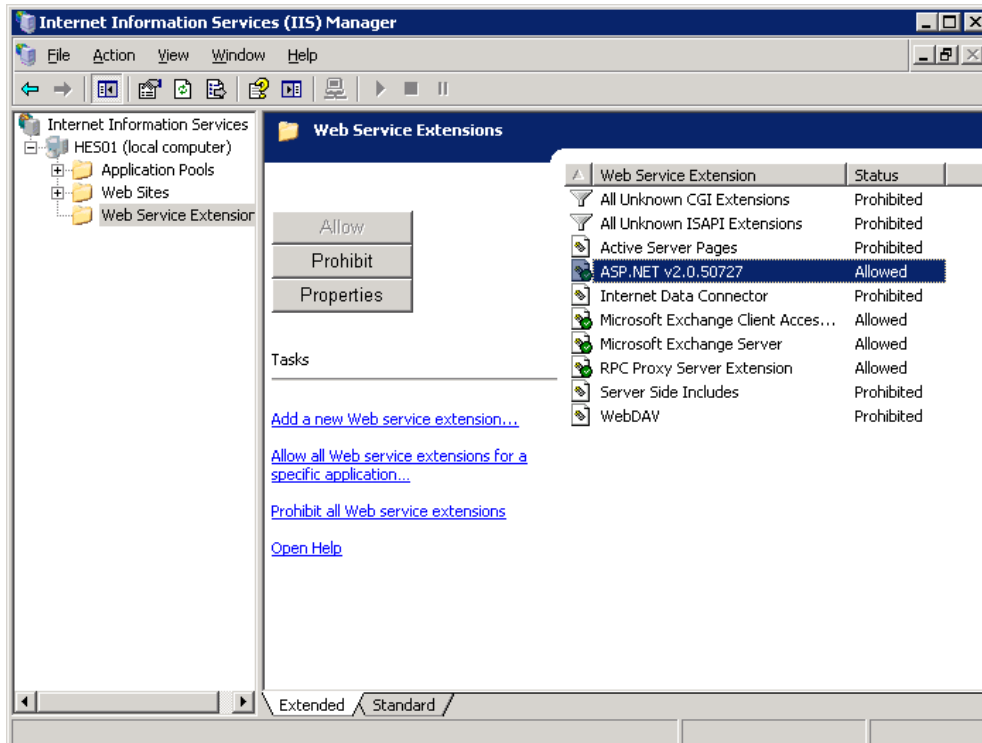 Internet Information Services (IIS) Manager
File Action View Window Help
Internet Information Services
HES01 (local computer)
Application Pools
Web Sites
Web Service Extension
Web Service Extensions
Allow
Prohibit
Properties
Tasks
Add a new Web service extension...
Allow all Web service extensions for a
specific application...
Prohibit all Web service extensions
Open Help
Web Service Extension Status
All Unknown CGI Extensions Prohibited
All Unknown ISAPI Extensions Prohibited
Active Server Pages Prohibited
ASP.NET v2.0.50727 Allowed
Internet Data Connector Prohibited
Microsoft Exchange Client Acces... Allowed
Microsoft Exchange Server Allowed
RPC Proxy Server Extension Allowed
Server Side Includes Prohibited
WebDAV Prohibited
Extended Standard